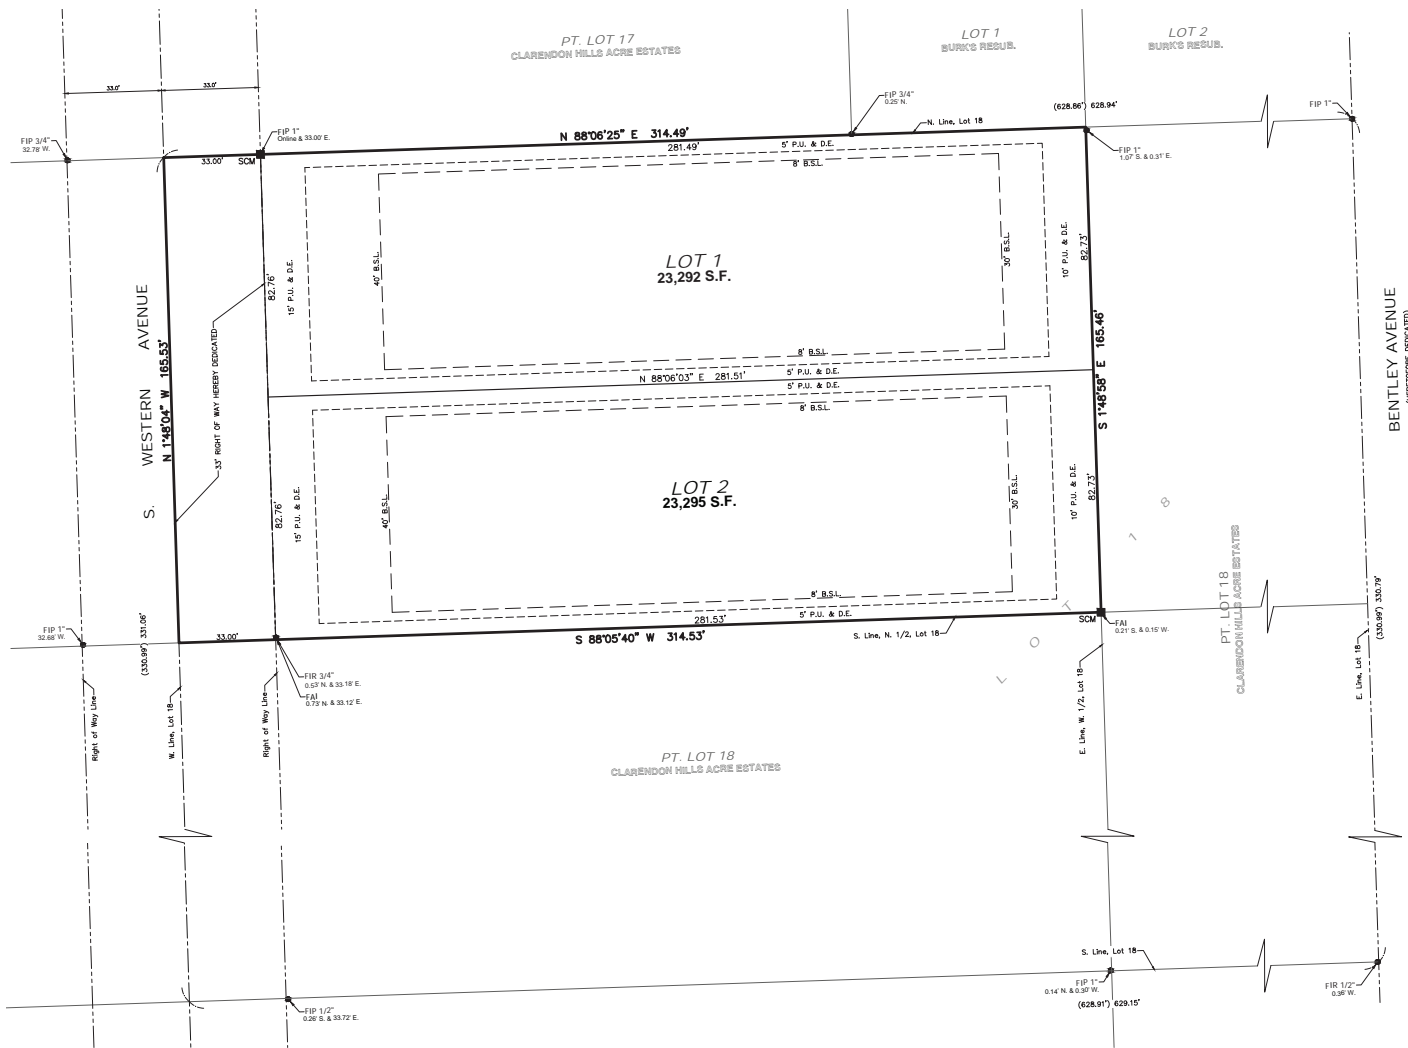 PT. LOT 17
CLARENDON HILLS ACRE ESTATES
LOT 1
BURK'S RESUB.
LOT 2
BURK'S RESUB.
33.0'
33.0'
FIP 3/4"
0.25' N.
(628.86') 628.94'
FIP 1"
FIP 3/4"
32.78' W.
FIP 1"
Online & 33.00' E.
N 88°06'25" E 314.49'
N. Line, Lot 18
33.00'
SCM
281.49'
5' P.U. & D.E.
8' B.S.L.
FIP 1"
1.07' S. & 0.31' E.
LOT 1
23,292 S.F.
40' B.S.L.
30' B.S.L.
15' P.U. & D.E.
82.76'
10' P.U. & D.E.
82.73'
S. WESTERN AVENUE
N 1°48'04" W 165.53'
33' RIGHT OF WAY HEREBY DEDICATED
S 1°48'58" E 165.46'
BENTLEY AVENUE
(HERETOFORE DEDICATED)
8' B.S.L.
5' P.U. & D.E.
N 88°06'03" E 281.51'
5' P.U. & D.E.
8' B.S.L.
LOT 2
23,295 S.F.
40' B.S.L.
30' B.S.L.
15' P.U. & D.E.
82.76'
10' P.U. & D.E.
82.73'
LOT 18
PT. LOT 18
CLARENDON HILLS ACRE ESTATES
8' B.S.L.
5' P.U. & D.E.
281.53'
33.00'
S 88°05'40" W 314.53'
S. Line, N. 1/2, Lot 18
SCM
FAI
0.21' S. & 0.15' W.
FIP 1"
32.68' W.
(330.99') 331.06'
(330.99') 330.79'
FIR 3/4"
0.53' N. & 33.18' E.
FAI
0.73' N. & 33.12' E.
Right of Way Line
W. Line, Lot 18
Right of Way Line
E. Line, W. 1/2, Lot 18
E. Line, Lot 18
PT. LOT 18
CLARENDON HILLS ACRE ESTATES
S. Line, Lot 18
FIP 1"
0.14' N. & 0.30' W.
(628.91') 629.15'
FIR 1/2"
0.36' W.
FIP 1/2"
0.26' S. & 33.72' E.